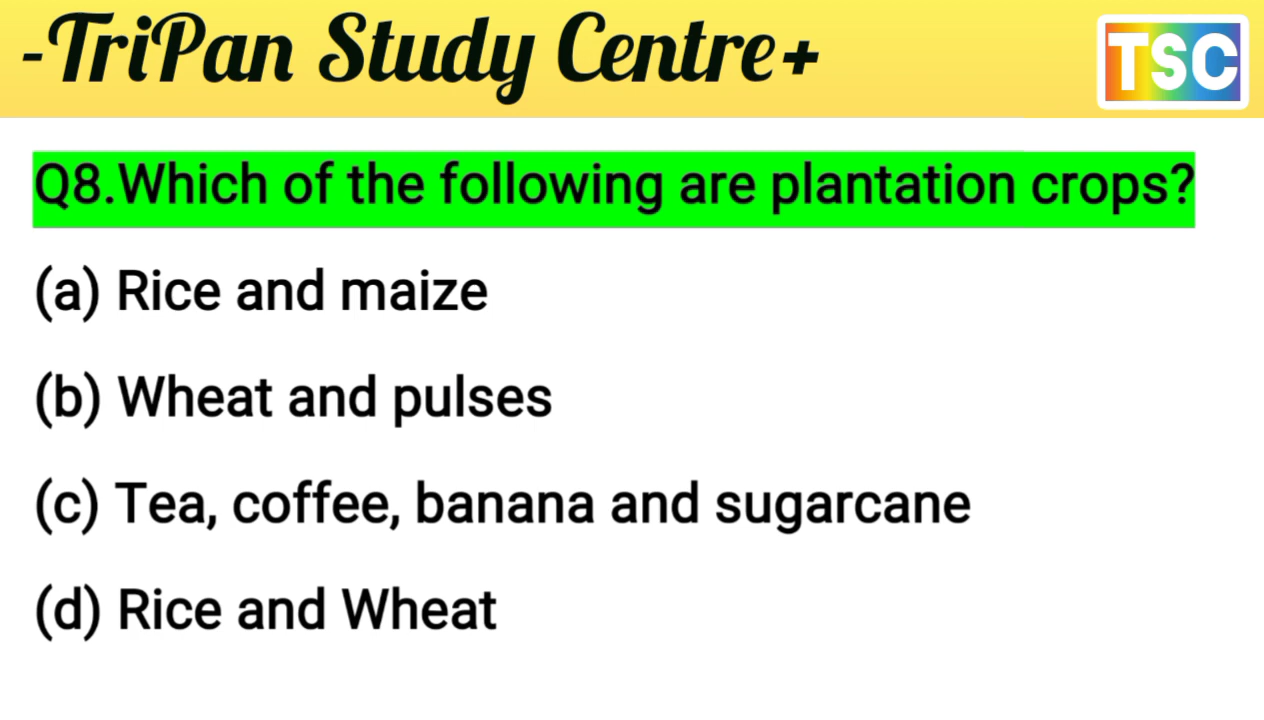 -TriPan Study Centre+
TSC
Q8.Which of the following are plantation crops?
(a) Rice and maize
(b) Wheat and pulses
(c) Tea, coffee, banana and sugarcane
(d) Rice and Wheat